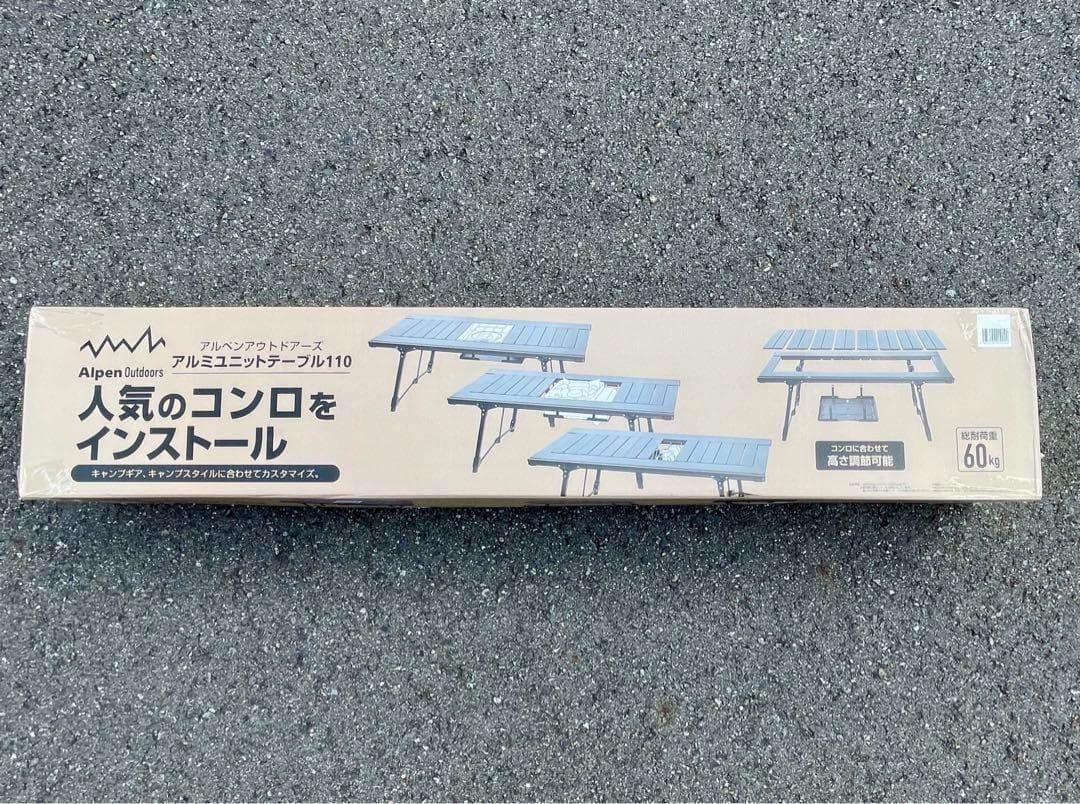 アルペンアウトドアーズ
アルミユニットテーブル110
Alpen Outdoors
人気のコンロを
インストール
キャンプギア、キャンプスタイルに合わせてカスタマイズ。
コンロに合わせて
高さ調節可能
総耐荷重
60kg